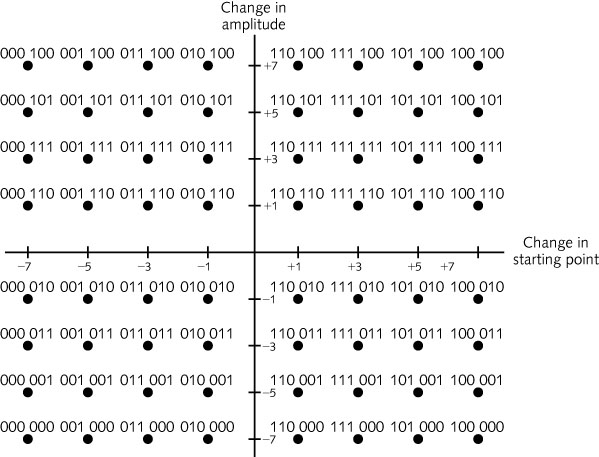 Change in
amplitude
000 100 001 100 011 100 010 100 110 100 111 100 101 100 100 100
+7
000 101 001 101 011 101 010 101 110 101 111 101 101 101 100 101
+5
000 111 001 111 011 111 010 111 110 111 111 111 101 111 100 111
+3
000 110 001 110 011 110 010 110 110 110 111 110 101 110 100 110
+1
Change in
starting point
−7 −5 −3 −1 +1 +3 +5 +7
000 010 001 010 011 010 010 010 110 010 111 010 101 010 100 010
−1
000 011 001 011 011 011 010 011 110 011 111 011 101 011 100 011
−3
000 001 001 001 011 001 010 001 110 001 111 001 101 001 100 001
−5
000 000 001 000 011 000 010 000 110 000 111 000 101 000 100 000
−7